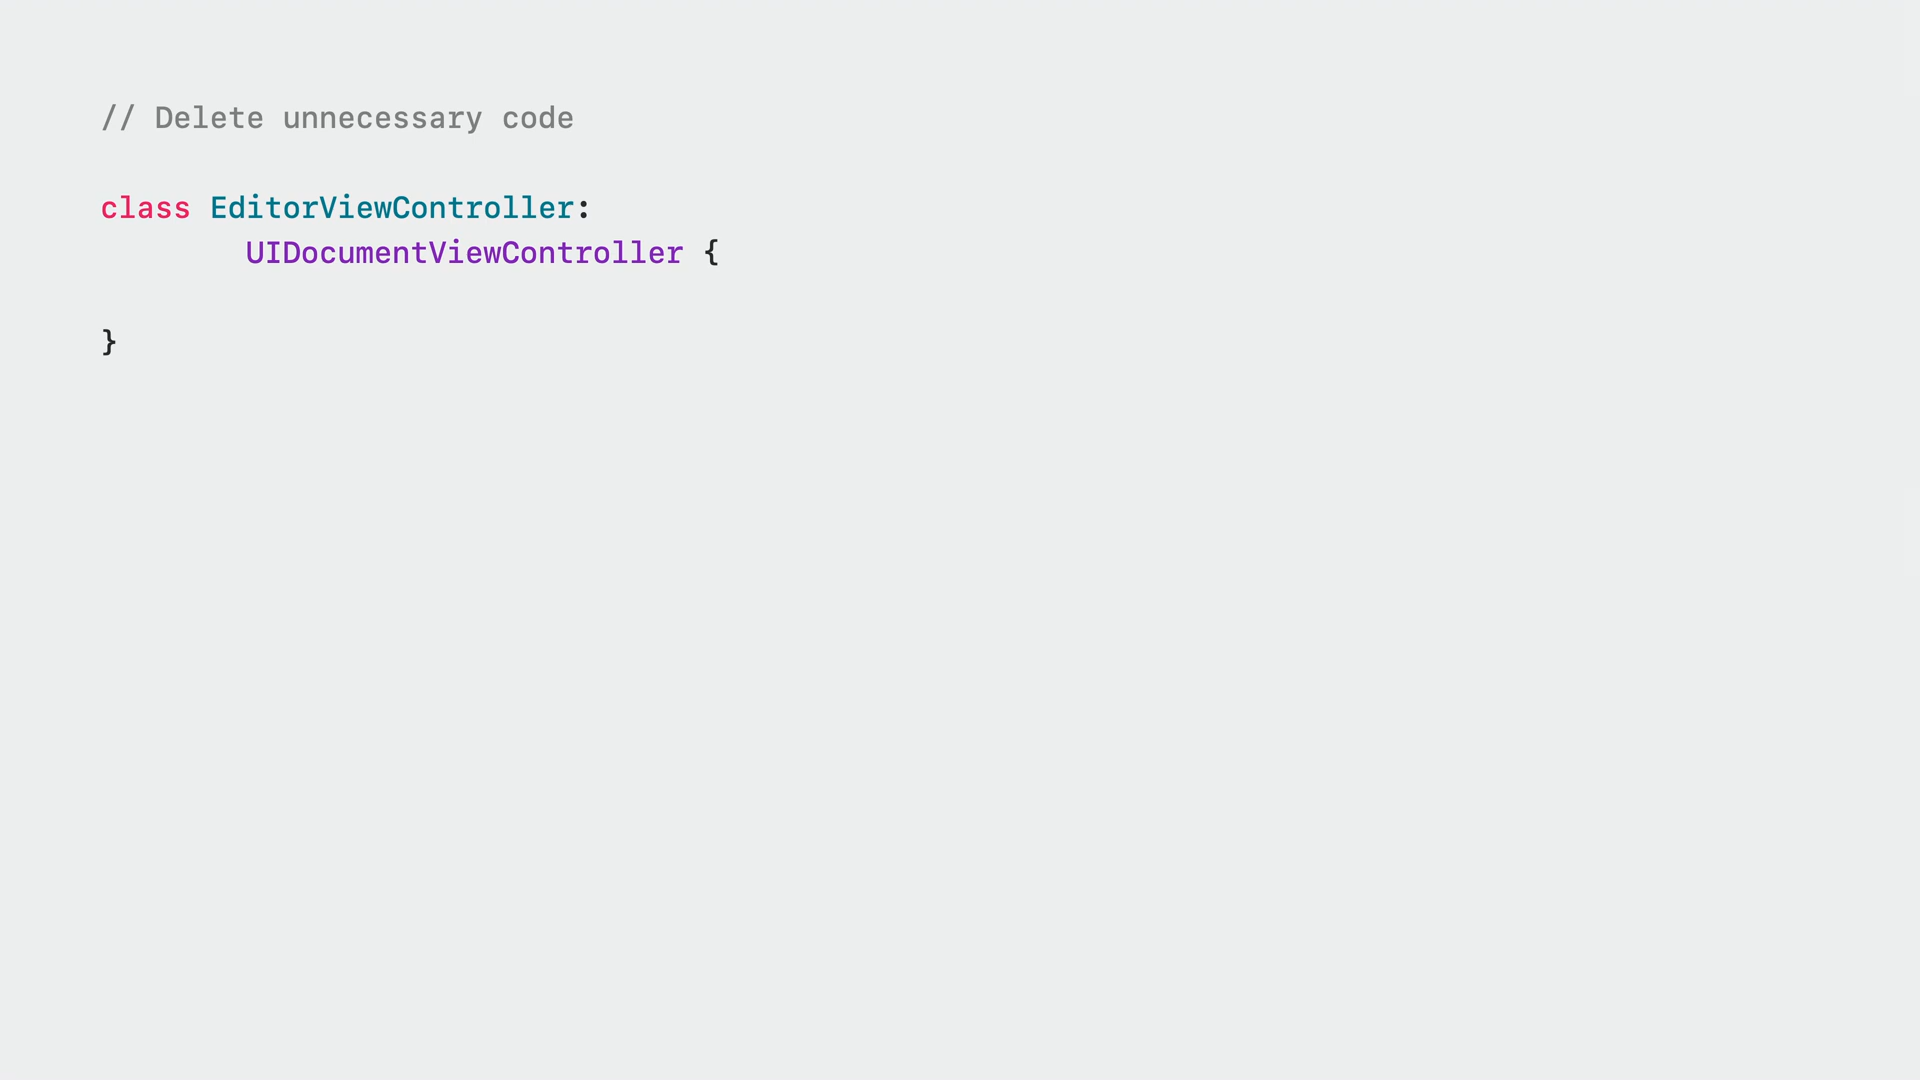 // Delete unnecessary code
class EditorViewController:
UIDocumentViewController {
}